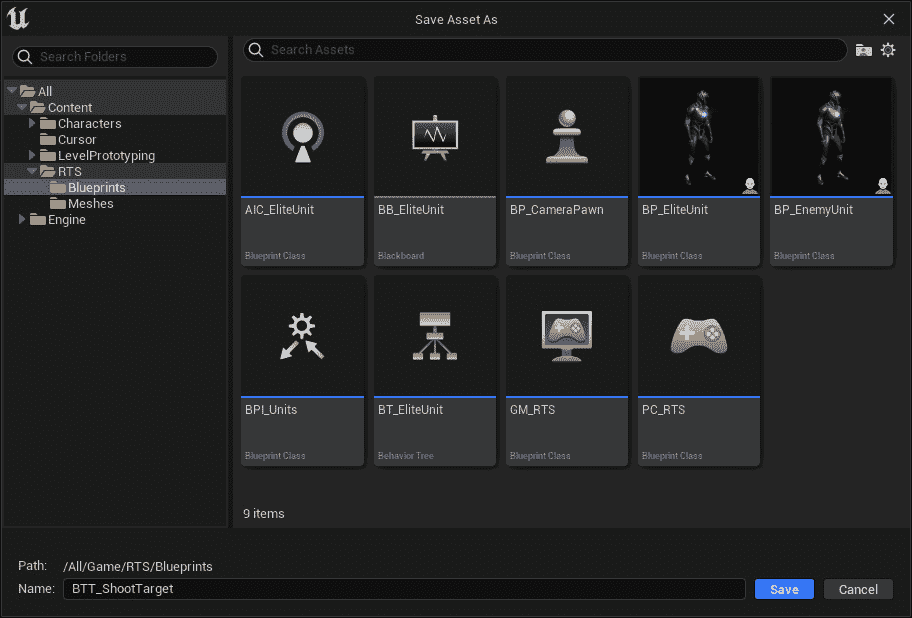 Save Asset As
Search Folders
Search Assets
All
Content
Characters
Cursor
LevelPrototyping
RTS
Blueprints
Meshes
Engine
AIC_EliteUnit
Blueprint Class
BB_EliteUnit
Blackboard
BP_CameraPawn
Blueprint Class
BP_EliteUnit
Blueprint Class
BP_EnemyUnit
Blueprint Class
BPI_Units
Blueprint Class
BT_EliteUnit
Behavior Tree
GM_RTS
Blueprint Class
PC_RTS
Blueprint Class
9 items
Path: /All/Game/RTS/Blueprints
Name: BTT_ShootTarget
Save
Cancel